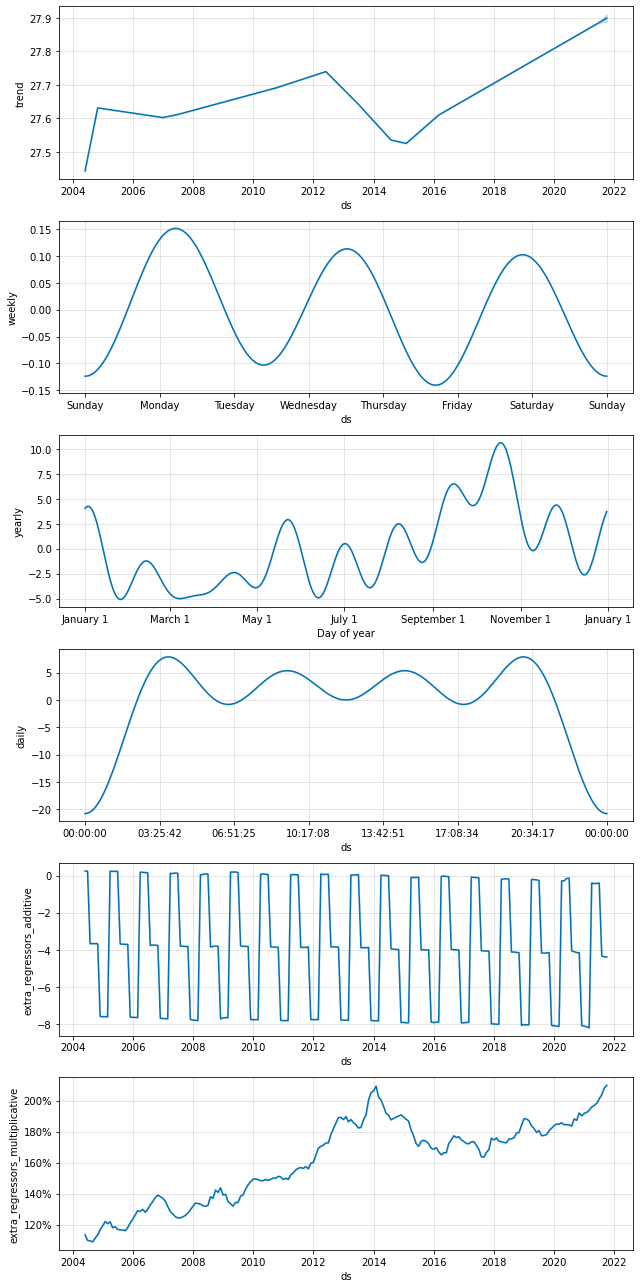 27.9
27.8
27.7
27.6
27.5
trend
2004 2006 2008 2010 2012 2014 2016 2018 2020 2022
ds
0.15
0.10
0.05
0.00
−0.05
−0.10
−0.15
weekly
Sunday Monday Tuesday Wednesday Thursday Friday Saturday Sunday
ds
10.0
7.5
5.0
2.5
0.0
−2.5
−5.0
yearly
January 1 March 1 May 1 July 1 September 1 November 1 January 1
Day of year
5
0
−5
−10
−15
−20
daily
00:00:00 03:25:42 06:51:25 10:17:08 13:42:51 17:08:34 20:34:17 00:00:00
ds
0
−2
−4
−6
−8
extra_regressors_additive
2004 2006 2008 2010 2012 2014 2016 2018 2020 2022
ds
200%
180%
160%
140%
120%
extra_regressors_multiplicative
2004 2006 2008 2010 2012 2014 2016 2018 2020 2022
ds